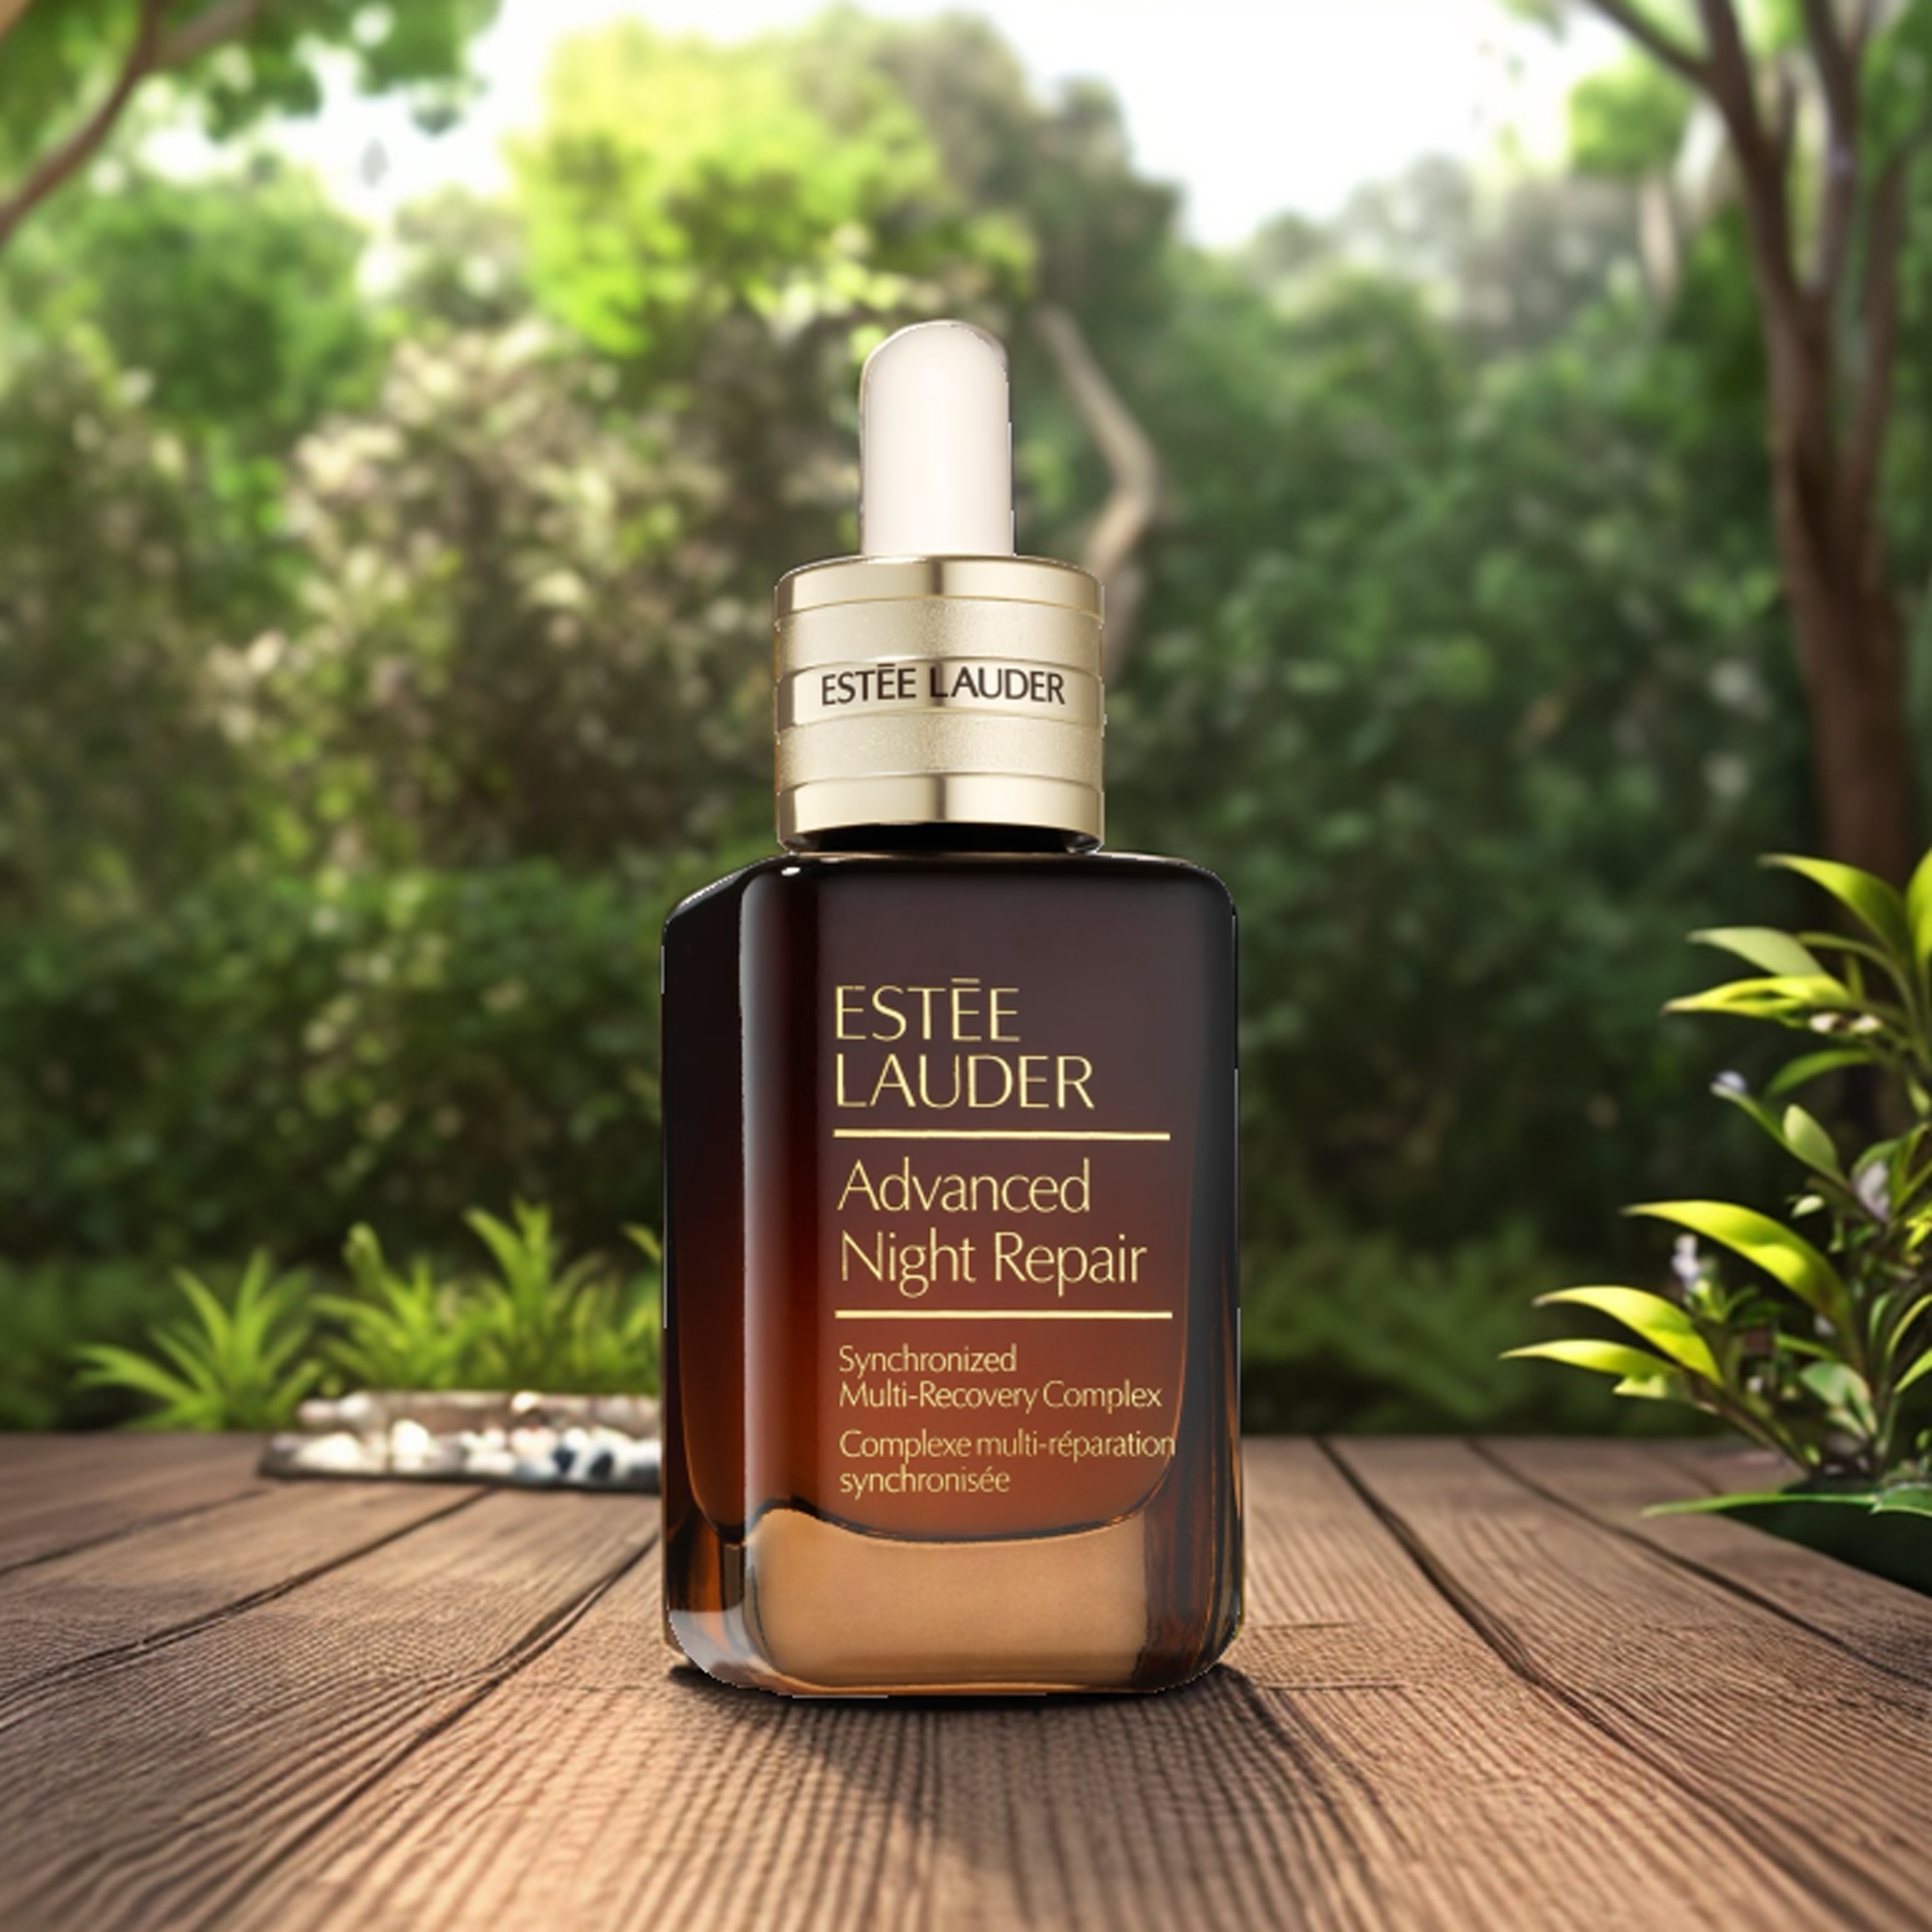 ESTĒE LAUDER
ESTĒE
LAUDER
Advanced
Night Repair
Synchronized
Multi-Recovery Complex
Complexe multi-réparation
synchronisée